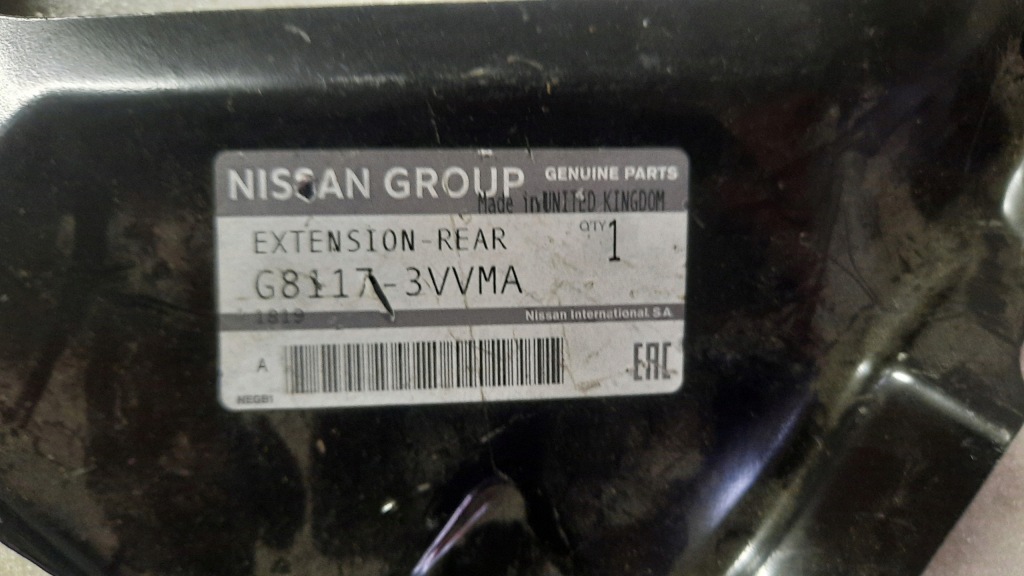 NISSAN GROUP GENUINE PARTS
Made in UNITED KINGDOM
EXTENSION-REAR QTY 1
G8117-3VVMA
1819 Nissan International S.A.
A EAC
NEGB1